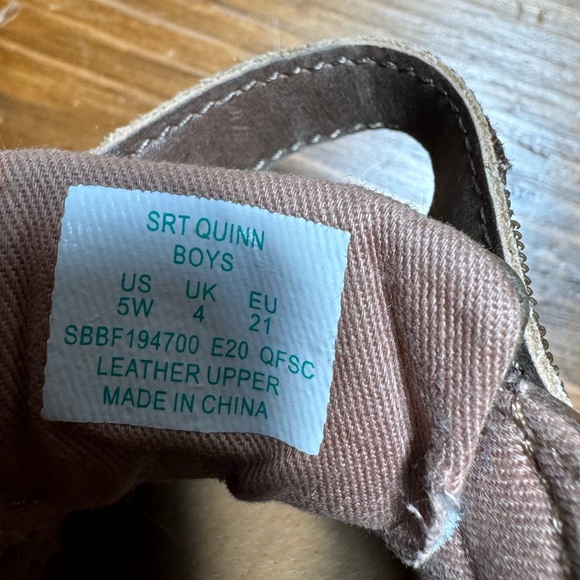 SRT QUINN
BOYS
US UK EU
5W 4 21
SBBF194700 E20 QFSC
LEATHER UPPER
MADE IN CHINA